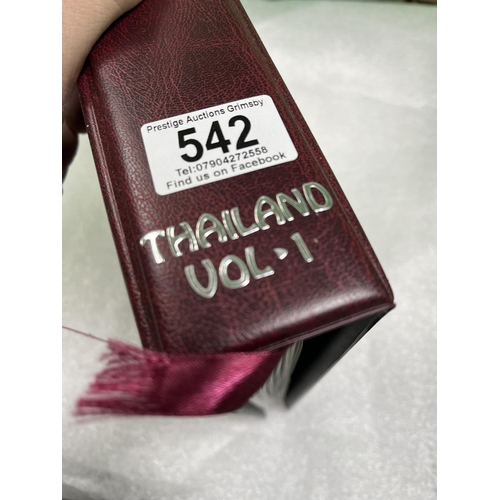 Prestige Auctions Grimsby
542
Tel:07904272558
Find us on Facebook
THAILAND
VOL▸1